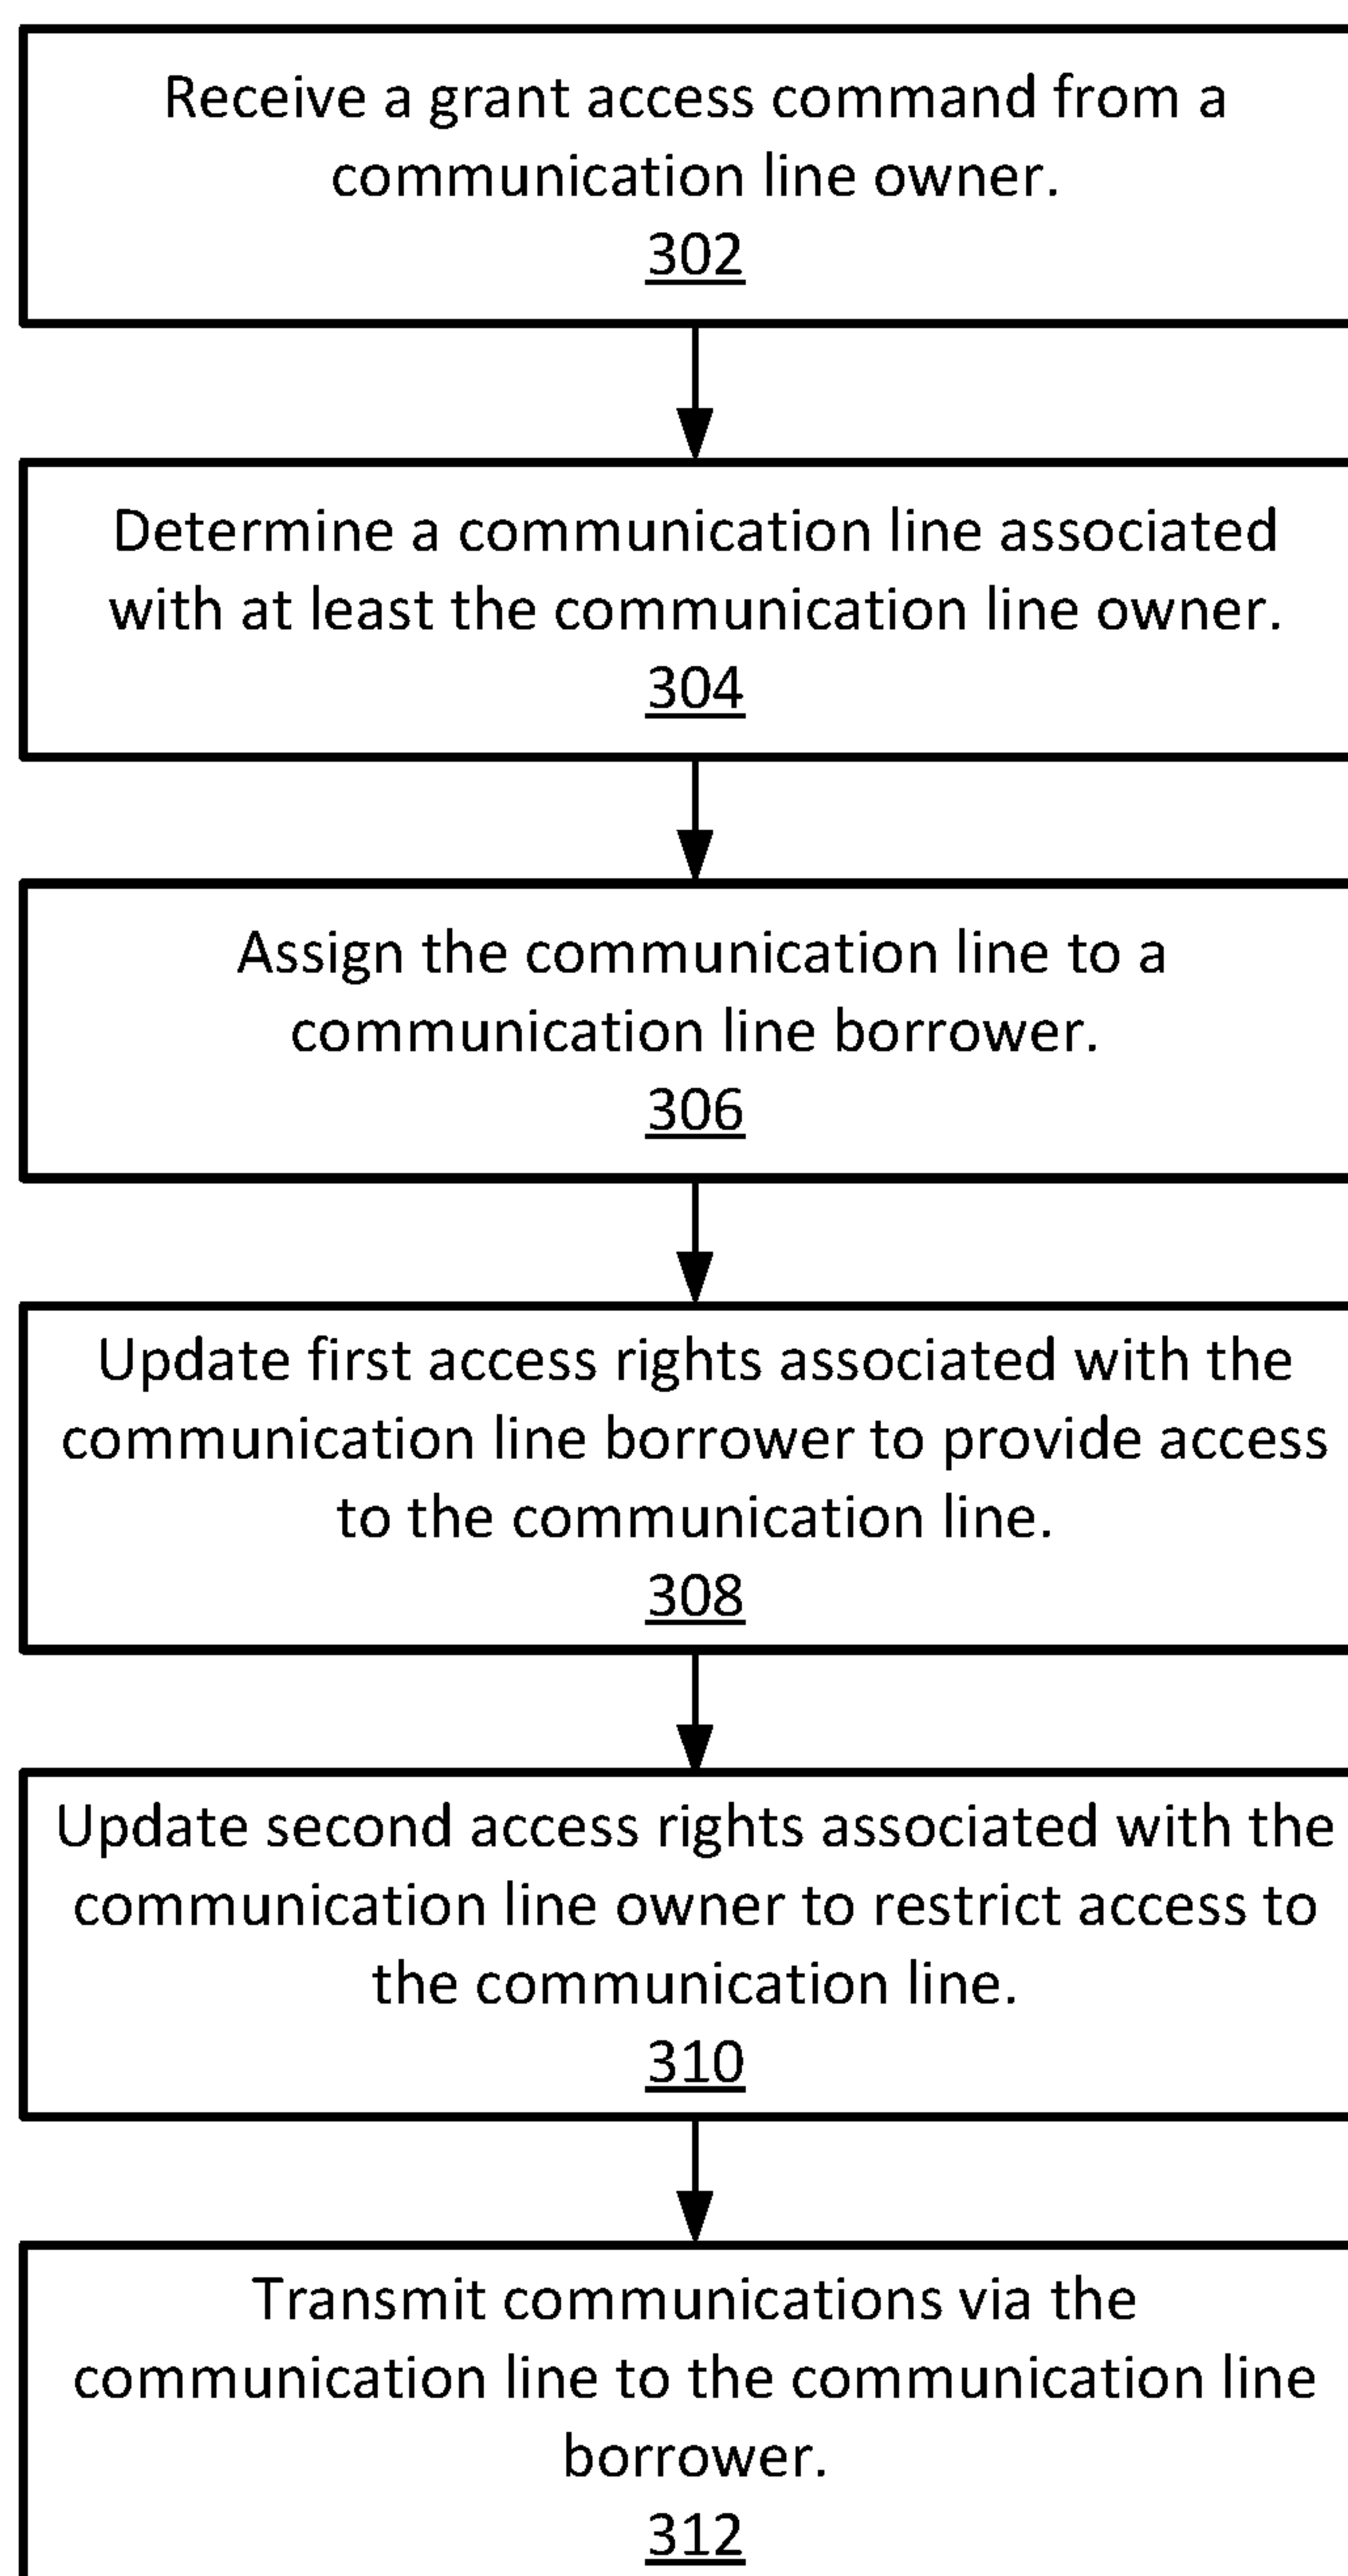 Receive a grant access command from a
communication line owner.
302
Determine a communication line associated
with at least the communication line owner.
304
Assign the communication line to a
communication line borrower.
306
Update first access rights associated with the
communication line borrower to provide access
to the communication line.
308
Update second access rights associated with the
communication line owner to restrict access to
the communication line.
310
Transmit communications via the
communication line to the communication line
borrower.
312